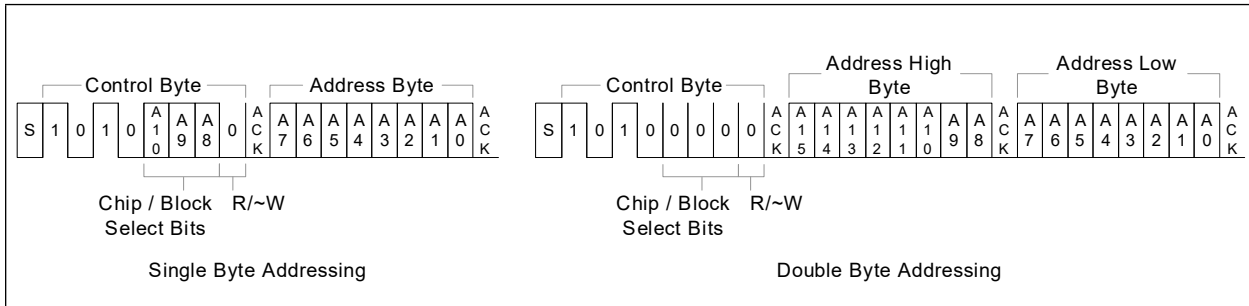 Control Byte
Address Byte
S 1 0 1 0 A10 A9 A8 0 ACK A7 A6 A5 A4 A3 A2 A1 A0 ACK
Chip / Block
Select Bits
R/~W
Single Byte Addressing
Control Byte
Address High
Byte
Address Low
Byte
S 1 0 1 0 0 0 0 0 ACK A15 A14 A13 A12 A11 A10 A9 A8 ACK A7 A6 A5 A4 A3 A2 A1 A0 ACK
Chip / Block
Select Bits
R/~W
Double Byte Addressing